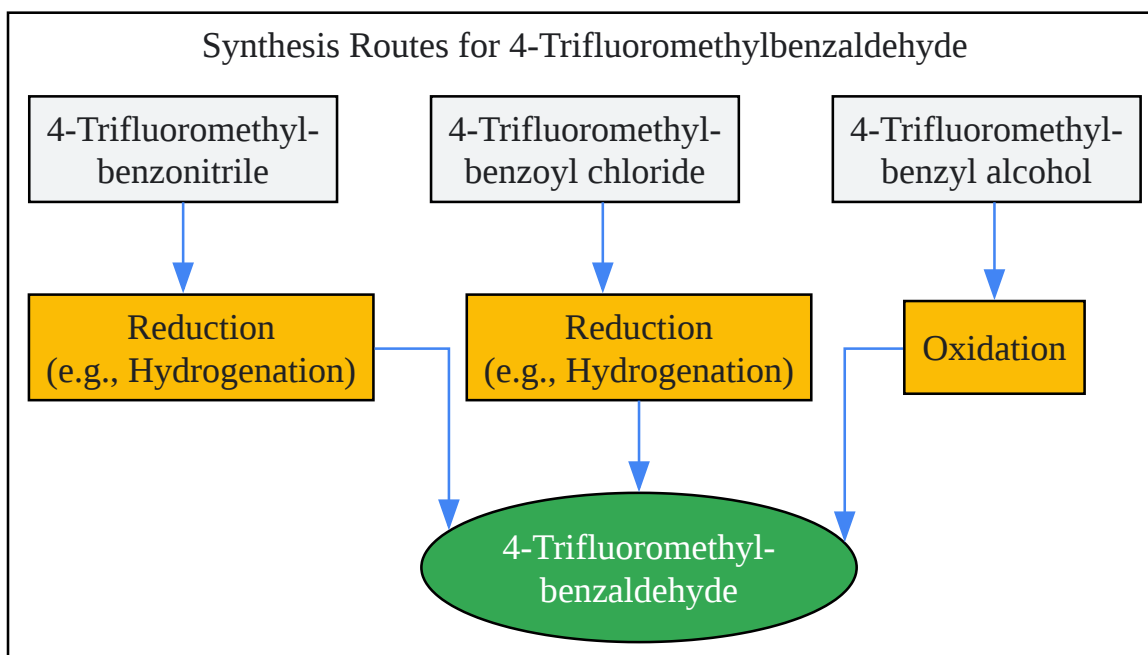 Synthesis Routes for 4-Trifluoromethylbenzaldehyde
4-Trifluoromethyl-
benzonitrile
4-Trifluoromethyl-
benzoyl chloride
4-Trifluoromethyl-
benzyl alcohol
Reduction
(e.g., Hydrogenation)
Reduction
(e.g., Hydrogenation)
Oxidation
4-Trifluoromethyl-
benzaldehyde